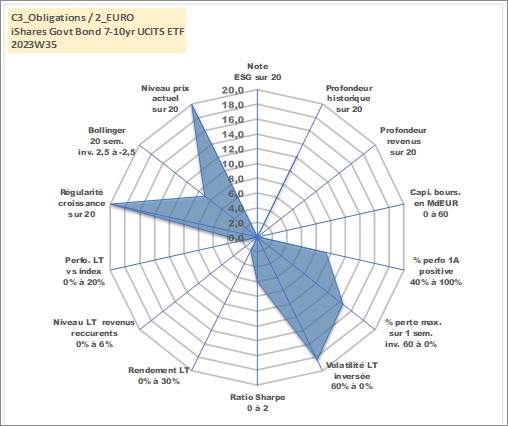 C3_Obligations / 2_EURO
iShares Govt Bond 7-10yr UCITS ETF
2023W35
Note
ESG sur 20
Profondeur
historique
sur 20
Profondeur
revenus
sur 20
Capi. bours.
en MdEUR
0 à 60
% perfo 1A
positive
40% à 100%
% perte max.
sur 1 sem.
inv. 60 à 0%
Volatilité LT
inversée
60% à 0%
Ratio Sharpe
0 à 2
Rendement LT
0% à 30%
Niveau LT revenus
reccurents
0% à 6%
Perfo. LT
vs index
0% à 20%
Régularité
croissance
sur 20
Bollinger
20 sem.
inv. 2,5 à -2,5
Niveau prix
actuel
sur 20
20,0
18,0
16,0
14,0
12,0
10,0
8,0
6,0
4,0
2,0
0,0